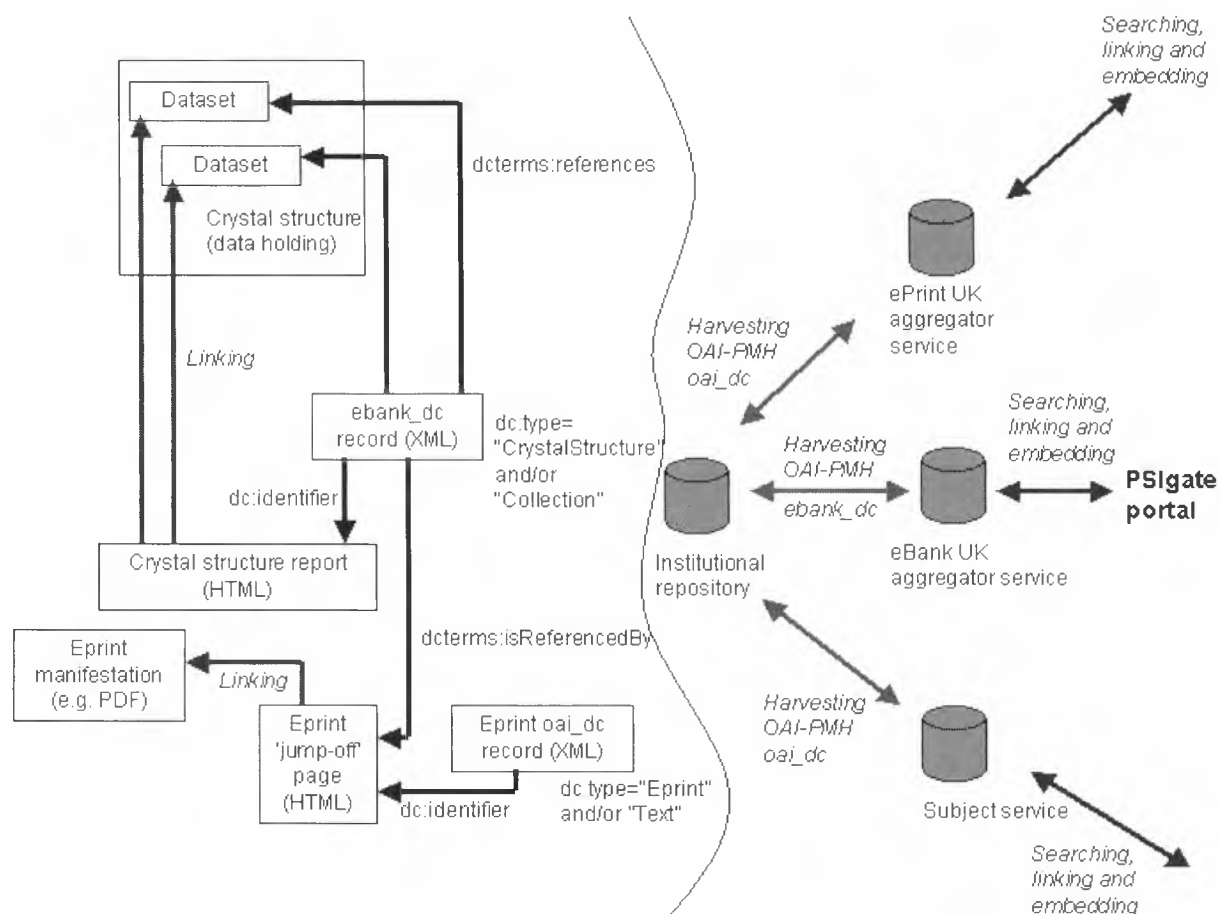 Dataset
Dataset
Crystal structure
(data holding)
dcterms:references
Linking
ebank_dc
record (XML)
dc:type=
"CrystalStructure"
and/or
"Collection"
dc:identifier
Crystal structure report
(HTML)
dcterms:isReferencedBy
Eprint
manifestation
(e.g. PDF)
Linking
Eprint
'jump-off'
page
(HTML)
Eprint oai_dc
record (XML)
dc:identifier
dc.type="Eprint"
and/or "Text"
Searching,
linking and
embedding
ePrint UK
aggregator
service
Harvesting
OAI-PMH
oai_dc
Searching,
linking and
embedding
Harvesting
OAI-PMH
ebank_dc
PSIgate
portal
Institutional
repository
eBank UK
aggregator service
Harvesting
OAI-PMH
oai_dc
Subject service
Searching,
linking and
embedding